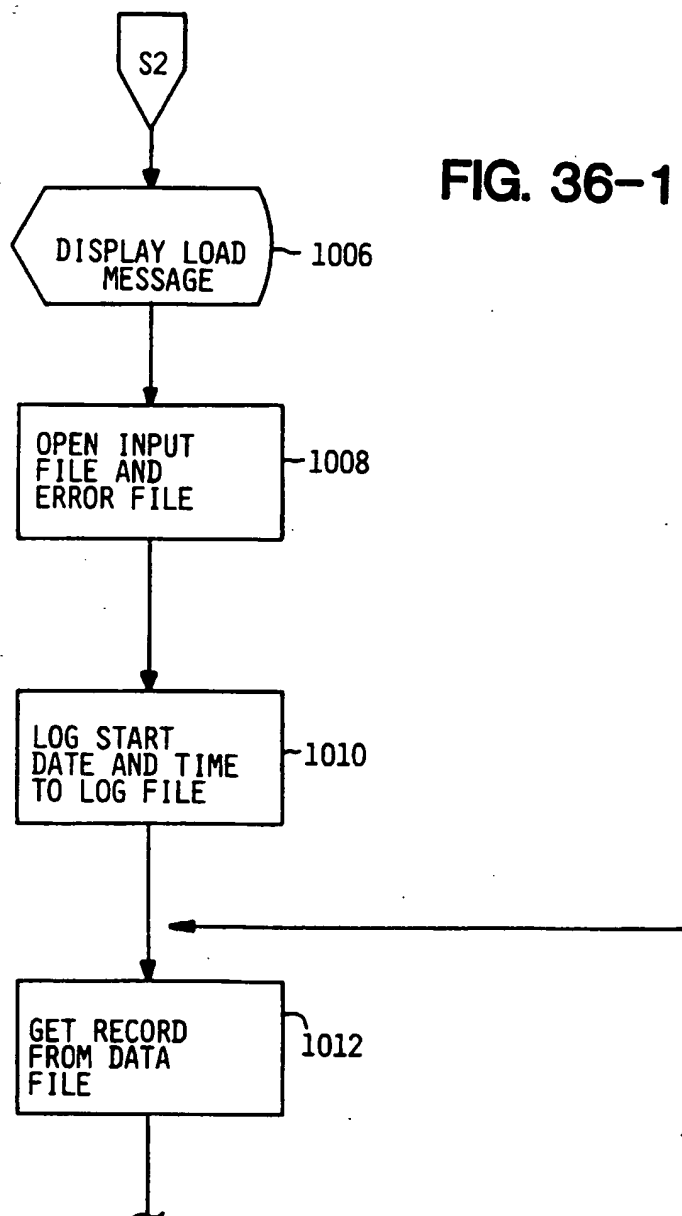 S2
FIG. 36-1
DISPLAY LOAD
MESSAGE
1006
OPEN INPUT
FILE AND
ERROR FILE
1008
LOG START
DATE AND TIME
TO LOG FILE
1010
GET RECORD
FROM DATA
FILE
1012